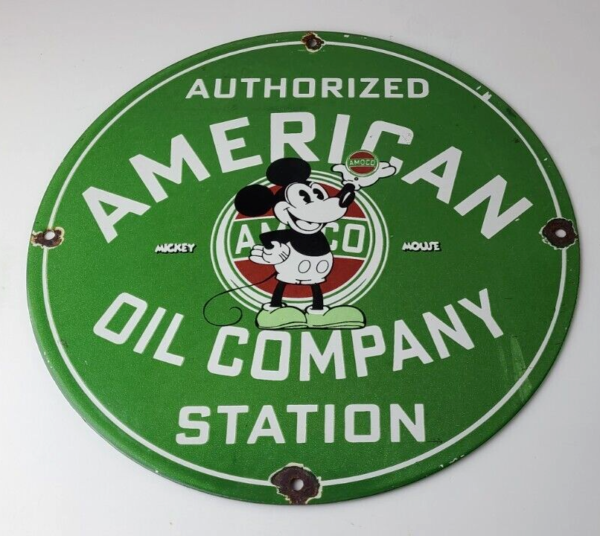 AUTHORIZED
AMERICAN
AMOCO
AMOCO
MICKEY MOUSE
OIL COMPANY
STATION